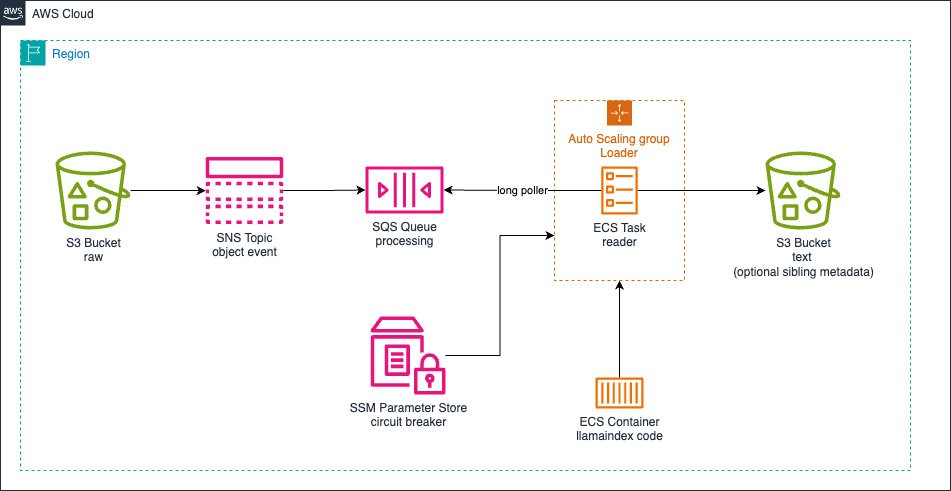 aws
AWS Cloud
Region
Auto Scaling group
Loader
long poller
S3 Bucket
raw
SNS Topic
object event
SQS Queue
processing
ECS Task
reader
S3 Bucket
text
(optional sibling metadata)
SSM Parameter Store
circuit breaker
ECS Container
llamaindex code